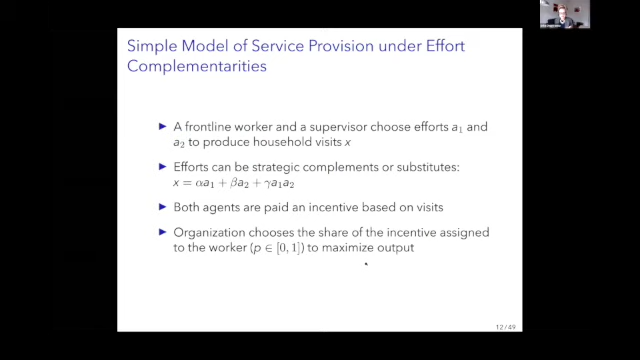 Simple Model of Service Provision under Effort
Complementarities
▶ A frontline worker and a supervisor choose efforts a₁ and
a₂ to produce household visits x
▶ Efforts can be strategic complements or substitutes:
x = αa₁ + βa₂ + γa₁a₂
▶ Both agents are paid an incentive based on visits
▶ Organization chooses the share of the incentive assigned
to the worker (p ∈ [0, 1]) to maximize output
12/49